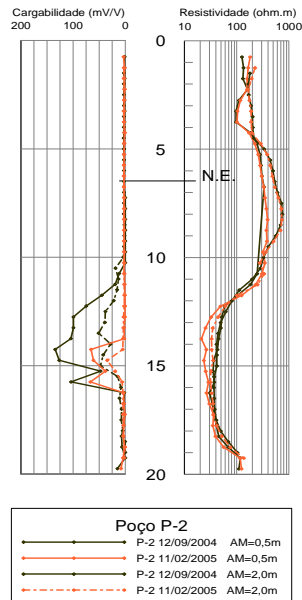 Cargabilidade (mV/V) Resistividade (ohm.m)
200 100 0 10 100 1000
0
5
N.E.
10
15
20
Poço P-2
P-2 12/09/2004 AM=0,5m
P-2 11/02/2005 AM=0,5m
P-2 12/09/2004 AM=2,0m
P-2 11/02/2005 AM=2,0m